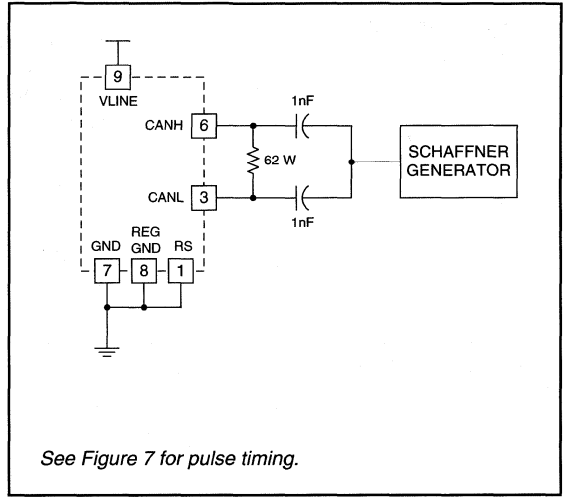 9
VLINE
1nF
CANH 6
62 W
SCHAFFNER
GENERATOR
CANL 3
1nF
GND
REG
GND
RS
7
8
1
See Figure 7 for pulse timing.